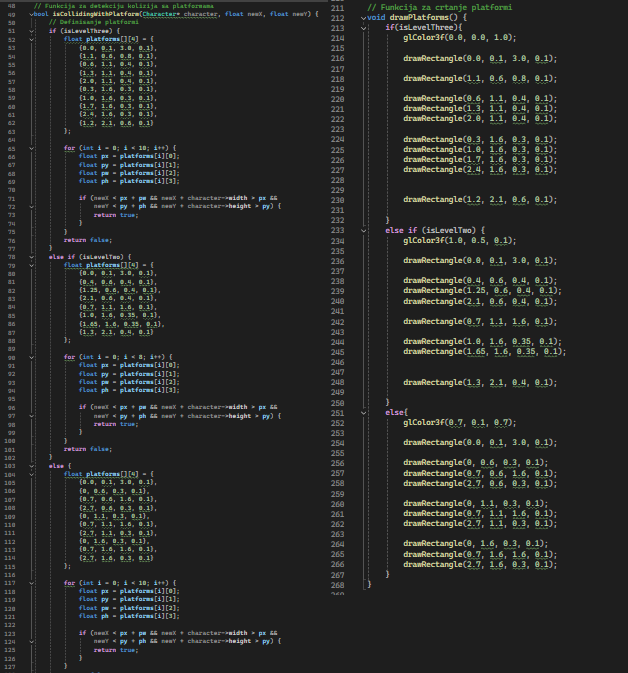 48 // Funkcija za detekciju kolizija sa platformama
49 bool isCollidingWithPlatform(Character* character, float newX, float newY) {
50 // Definisanje platformi
51 if (isLevelThree) {
52 float platforms[][4] = {
53 {0.0, 0.1, 3.0, 0.1},
54 {1.1, 0.6, 0.8, 0.1},
55 {0.6, 1.1, 0.4, 0.1},
56 {1.3, 1.1, 0.4, 0.1},
57 {2.0, 1.1, 0.4, 0.1},
58 {0.3, 1.6, 0.3, 0.1},
59 {1.0, 1.6, 0.3, 0.1},
60 {1.7, 1.6, 0.3, 0.1},
61 {2.4, 1.6, 0.3, 0.1},
62 {1.2, 2.1, 0.6, 0.1}
63 };
64
65 for (int i = 0; i < 10; i++) {
66 float px = platforms[i][0];
67 float py = platforms[i][1];
68 float pw = platforms[i][2];
69 float ph = platforms[i][3];
70
71 if (newX < px + pw && newX + character->width > px &&
72 newY < py + ph && newY + character->height > py) {
73 return true;
74 }
75 }
76 return false;
77 }
78 else if (isLevelTwo) {
79 float platforms[][4] = {
80 {0.0, 0.1, 3.0, 0.1},
81 {0.4, 0.6, 0.4, 0.1},
82 {1.25, 0.6, 0.4, 0.1},
83 {2.1, 0.6, 0.4, 0.1},
84 {0.7, 1.1, 1.6, 0.1},
85 {1.0, 1.6, 0.35, 0.1},
86 {1.65, 1.6, 0.35, 0.1},
87 {1.3, 2.1, 0.4, 0.1}
88 };
89
90 for (int i = 0; i < 8; i++) {
91 float px = platforms[i][0];
92 float py = platforms[i][1];
93 float pw = platforms[i][2];
94 float ph = platforms[i][3];
95
96 if (newX < px + pw && newX + character->width > px &&
97 newY < py + ph && newY + character->height > py) {
98 return true;
99 }
100 }
101 return false;
102 }
103 else {
104 float platforms[][4] = {
105 {0.0, 0.1, 3.0, 0.1},
106 {0, 0.6, 0.3, 0.1},
107 {0.7, 0.6, 1.6, 0.1},
108 {2.7, 0.6, 0.3, 0.1},
109 {0, 1.1, 0.3, 0.1},
110 {0.7, 1.1, 1.6, 0.1},
111 {2.7, 1.1, 0.3, 0.1},
112 {0, 1.6, 0.3, 0.1},
113 {0.7, 1.6, 1.6, 0.1},
114 {2.7, 1.6, 0.3, 0.1}
115 };
116
117 for (int i = 0; i < 10; i++) {
118 float px = platforms[i][0];
119 float py = platforms[i][1];
120 float pw = platforms[i][2];
121 float ph = platforms[i][3];
122
123 if (newX < px + pw && newX + character->width > px &&
124 newY < py + ph && newY + character->height > py) {
125 return true;
126 }
127 }
211 // Funkcija za crtanje platformi
212 void drawPlatforms() {
213 if(isLevelThree){
214 glColor3f(0.0, 0.0, 1.0);
215
216 drawRectangle(0.0, 0.1, 3.0, 0.1);
217
218 drawRectangle(1.1, 0.6, 0.8, 0.1);
219
220 drawRectangle(0.6, 1.1, 0.4, 0.1);
221 drawRectangle(1.3, 1.1, 0.4, 0.1);
222 drawRectangle(2.0, 1.1, 0.4, 0.1);
223
224 drawRectangle(0.3, 1.6, 0.3, 0.1);
225 drawRectangle(1.0, 1.6, 0.3, 0.1);
226 drawRectangle(1.7, 1.6, 0.3, 0.1);
227 drawRectangle(2.4, 1.6, 0.3, 0.1);
228
229
230 drawRectangle(1.2, 2.1, 0.6, 0.1);
231
232 }
233 else if (isLevelTwo) {
234 glColor3f(1.0, 0.5, 0.1);
235
236 drawRectangle(0.0, 0.1, 3.0, 0.1);
237
238 drawRectangle(0.4, 0.6, 0.4, 0.1);
239 drawRectangle(1.25, 0.6, 0.4, 0.1);
240 drawRectangle(2.1, 0.6, 0.4, 0.1);
241
242 drawRectangle(0.7, 1.1, 1.6, 0.1);
243
244 drawRectangle(1.0, 1.6, 0.35, 0.1);
245 drawRectangle(1.65, 1.6, 0.35, 0.1);
246
247
248 drawRectangle(1.3, 2.1, 0.4, 0.1);
249
250 }
251 else{
252 glColor3f(0.7, 0.1, 0.7);
253
254 drawRectangle(0.0, 0.1, 3.0, 0.1);
255
256 drawRectangle(0, 0.6, 0.3, 0.1);
257 drawRectangle(0.7, 0.6, 1.6, 0.1);
258 drawRectangle(2.7, 0.6, 0.3, 0.1);
259
260 drawRectangle(0, 1.1, 0.3, 0.1);
261 drawRectangle(0.7, 1.1, 1.6, 0.1);
262 drawRectangle(2.7, 1.1, 0.3, 0.1);
263
264 drawRectangle(0, 1.6, 0.3, 0.1);
265 drawRectangle(0.7, 1.6, 1.6, 0.1);
266 drawRectangle(2.7, 1.6, 0.3, 0.1);
267 }
268 }